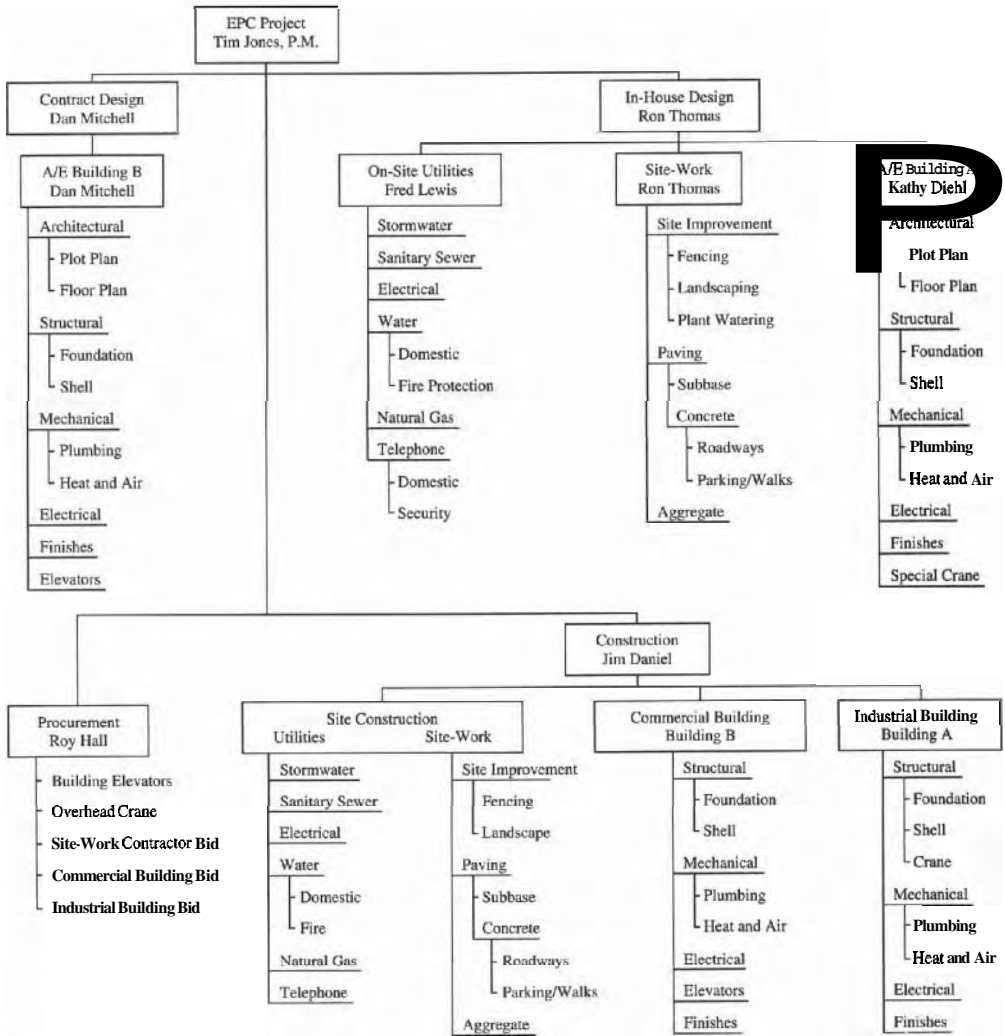 EPC Project
Tim Jones, P.M.
Contract Design
Dan Mitchell
In-House Design
Ron Thomas
A/E Building B
Dan Mitchell
Architectural
Plot Plan
Floor Plan
Structural
Foundation
Shell
Mechanical
Plumbing
Heat and Air
Electrical
Finishes
Elevators
On-Site Utilities
Fred Lewis
Stormwater
Sanitary Sewer
Electrical
Water
Domestic
Fire Protection
Natural Gas
Telephone
Domestic
Security
Site-Work
Ron Thomas
Site Improvement
Fencing
Landscaping
Plant Watering
Paving
Subbase
Concrete
Roadways
Parking/Walks
Aggregate
P
A/E Building A
Kathy Diehl
Architectural
Plot Plan
Floor Plan
Structural
Foundation
Shell
Mechanical
Plumbing
Heat and Air
Electrical
Finishes
Special Crane
Construction
Jim Daniel
Procurement
Roy Hall
Building Elevators
Overhead Crane
Site-Work Contractor Bid
Commercial Building Bid
Industrial Building Bid
Site Construction
Utilities Site-Work
Stormwater
Sanitary Sewer
Electrical
Water
Domestic
Fire
Natural Gas
Telephone
Site Improvement
Fencing
Landscape
Paving
Subbase
Concrete
Roadways
Parking/Walks
Aggregate
Commercial Building
Building B
Structural
Foundation
Shell
Mechanical
Plumbing
Heat and Air
Electrical
Elevators
Finishes
Industrial Building
Building A
Structural
Foundation
Shell
Crane
Mechanical
Plumbing
Heat and Air
Electrical
Finishes